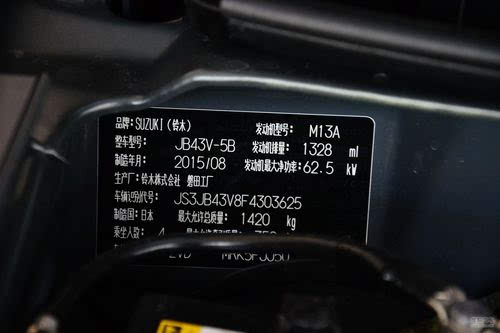 品牌: SUZUKI(铃木) 发动机型号: M13A
整车型号: JB43V-5B 发动机排量: 1328 ml
制造年月: 2015/08 发动机最大净功率: 62.5 kW
生产厂: 铃木株式会社 磐田工厂
车辆识别代号: JS3JB43V8F4303625
制造国: 日本 最大允许总质量: 1420 kg
乘坐人数: 4